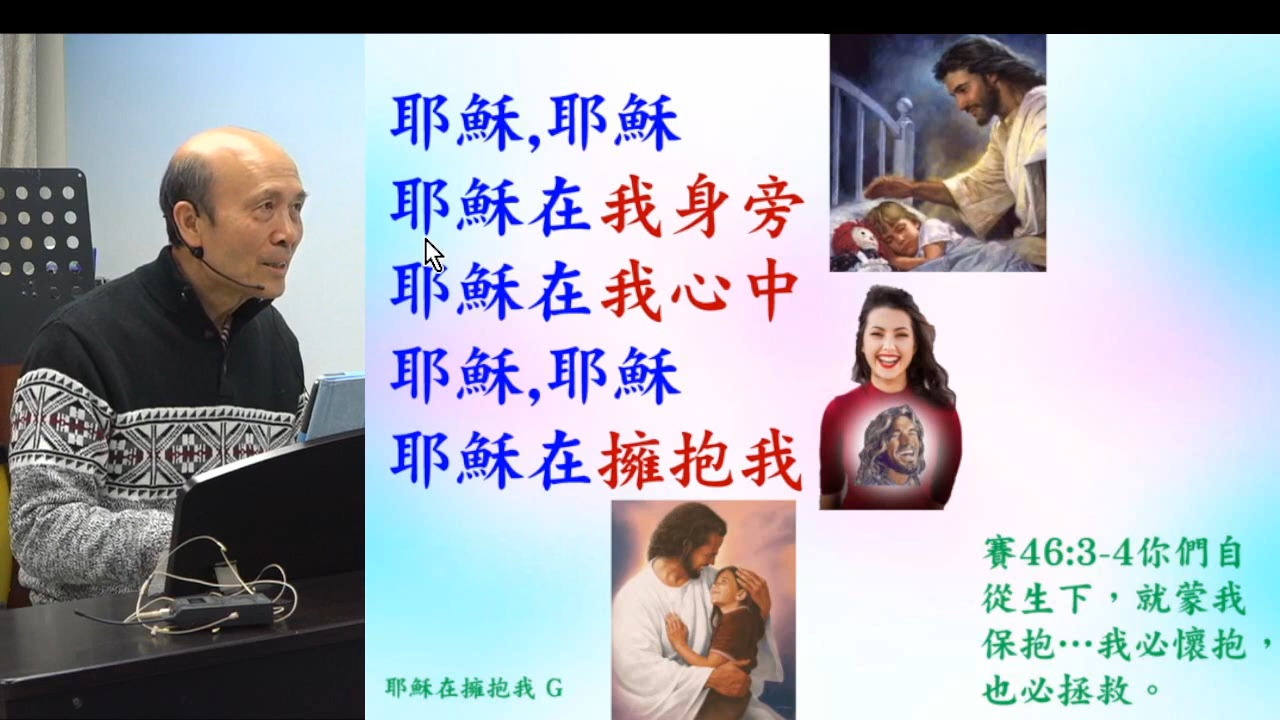 耶穌,耶穌
耶穌在我身旁
耶穌在我心中
耶穌,耶穌
耶穌在擁抱我
賽46:3-4你們自
從生下，就蒙我
保抱…我必懷抱，
也必拯救。
耶穌在擁抱我 G